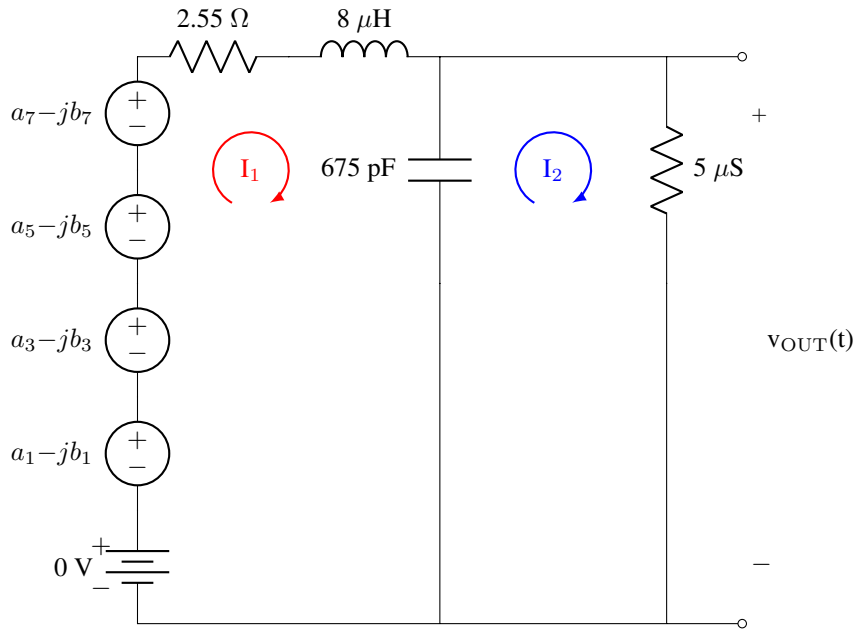 2.55 Ω
8 μH
a₇−jb₇
+
−
+
I₁
675 pF
I₂
5 μS
a₅−jb₅
+
−
a₃−jb₃
+
−
v_OUT(t)
a₁−jb₁
+
−
+
0 V
−
−